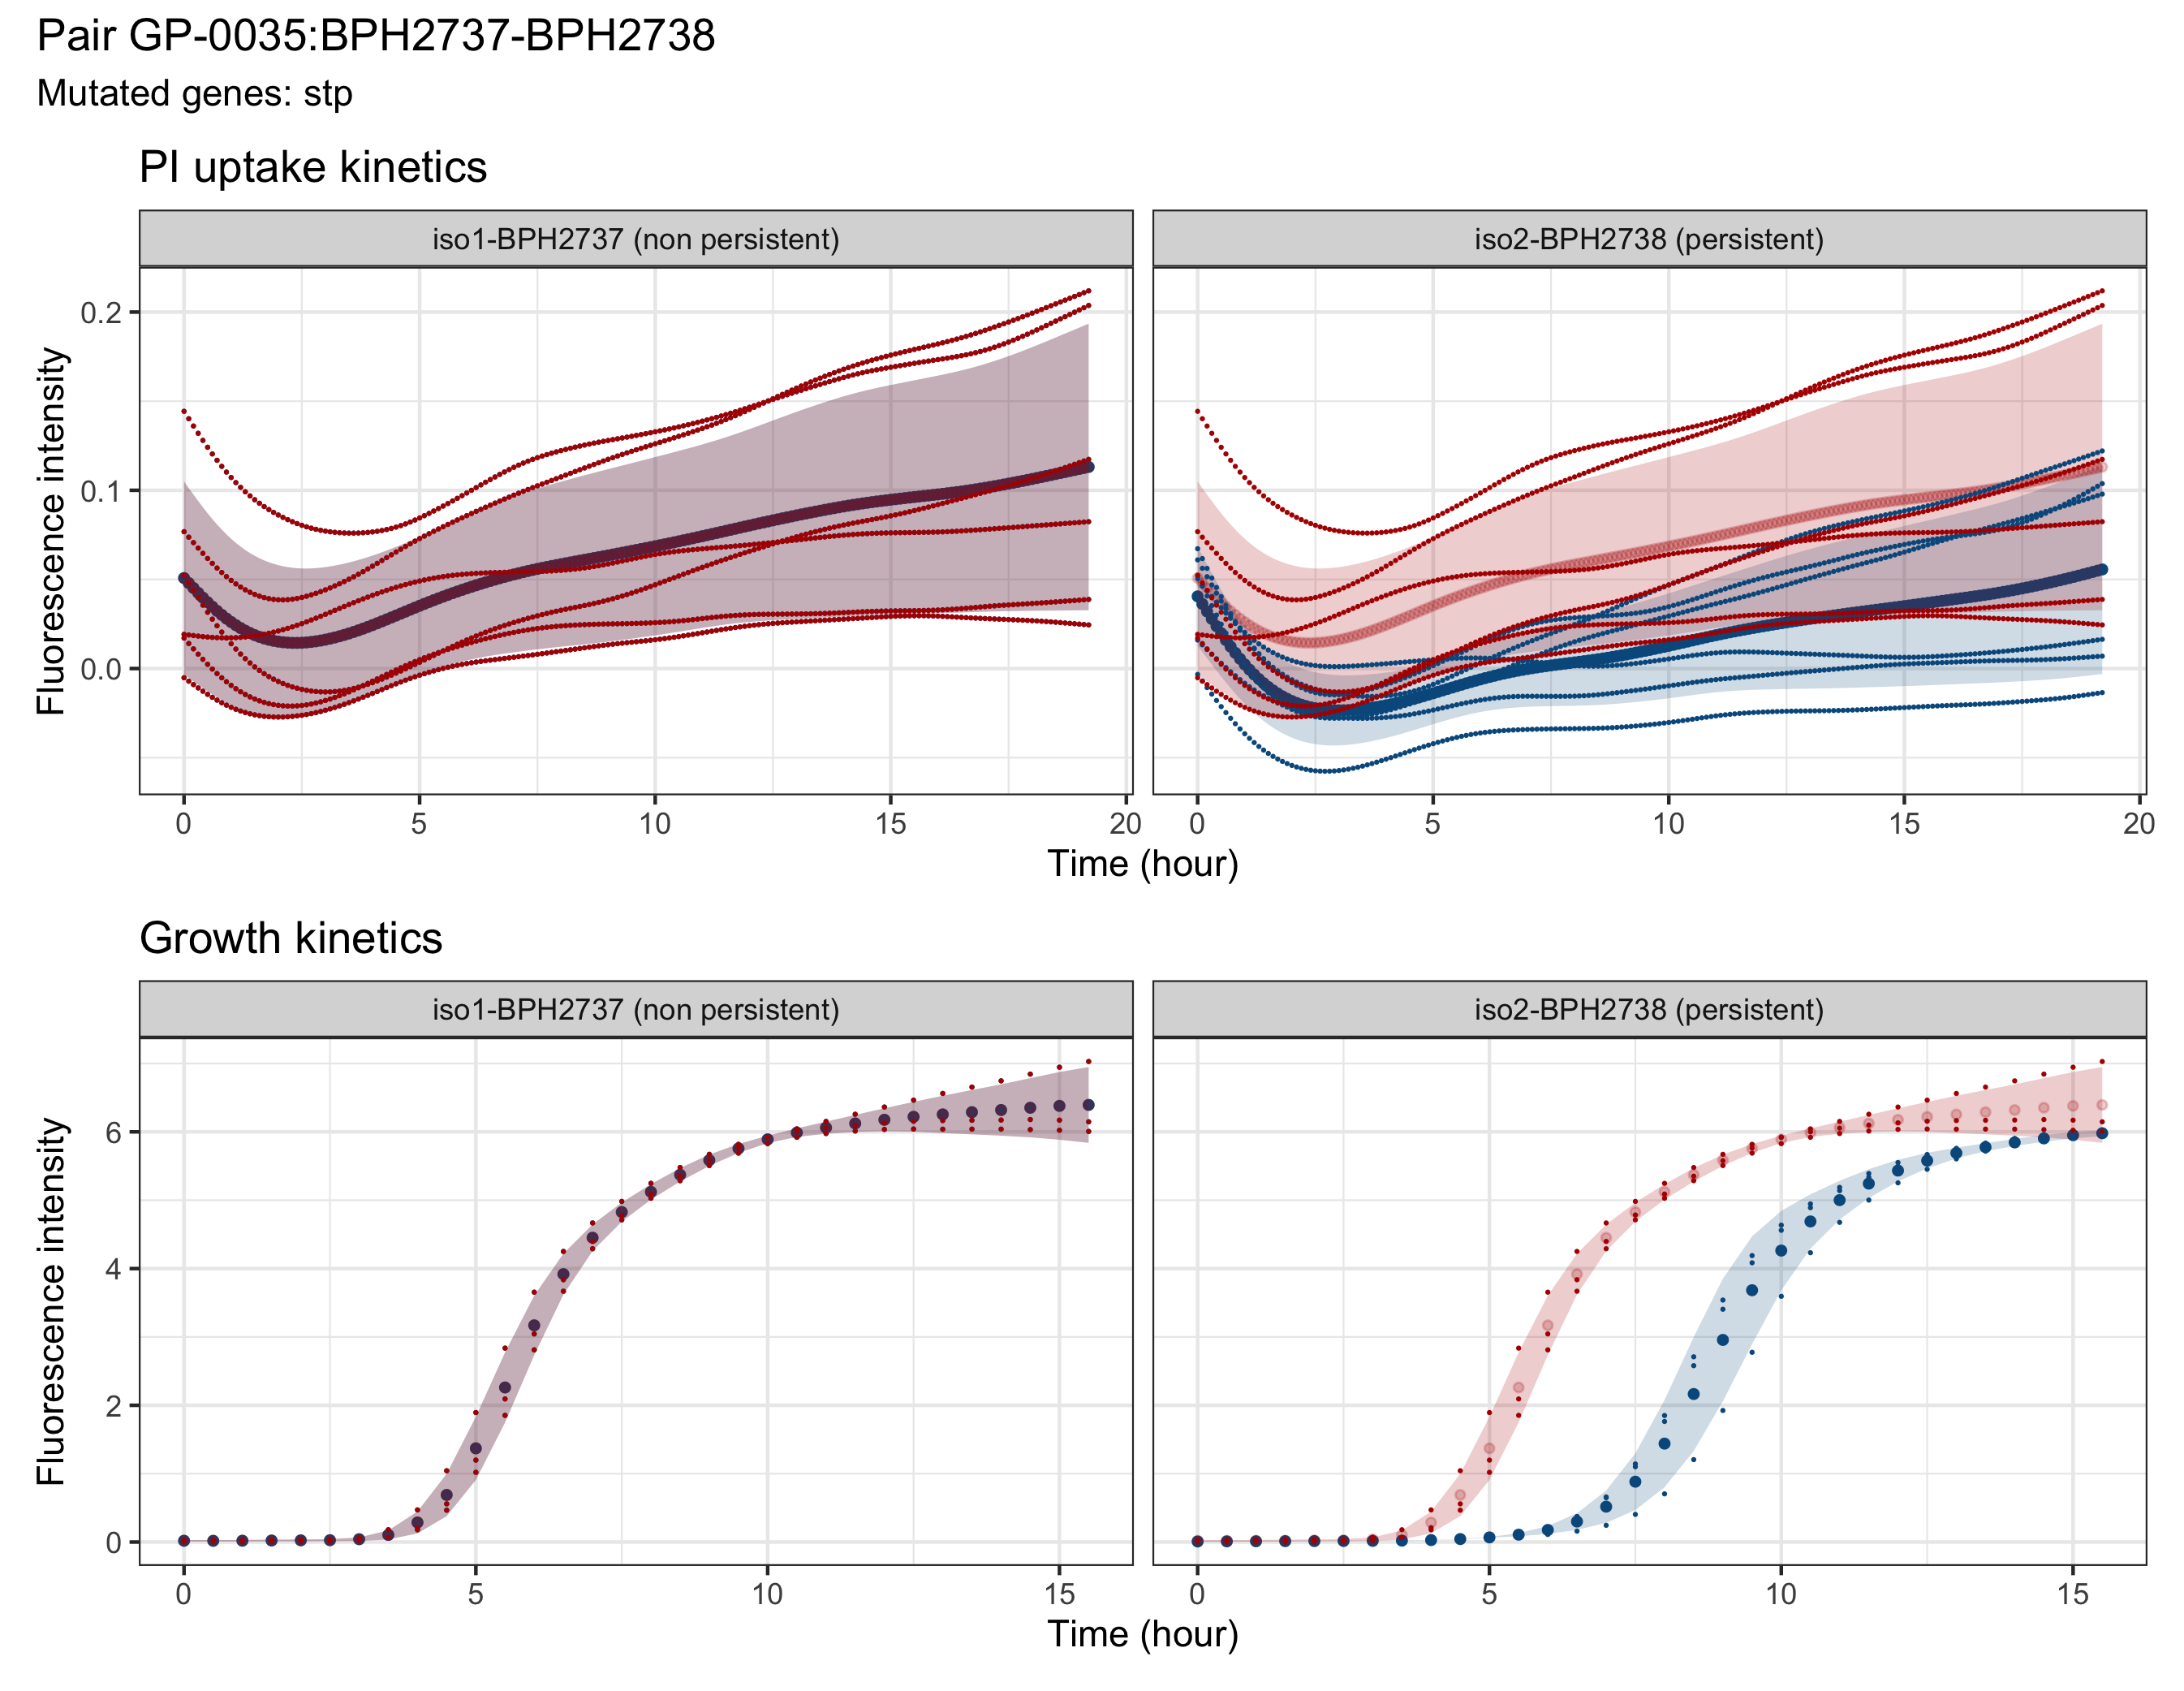 Pair GP-0035:BPH2737-BPH2738
Mutated genes: stp
PI uptake kinetics
iso1-BPH2737 (non persistent)
iso2-BPH2738 (persistent)
Fluorescence intensity
0.2
0.1
0.0
0 5 10 15 20
0 5 10 15 20
Time (hour)
Growth kinetics
iso1-BPH2737 (non persistent)
iso2-BPH2738 (persistent)
Fluorescence intensity
6
4
2
0
0 5 10 15
0 5 10 15
Time (hour)